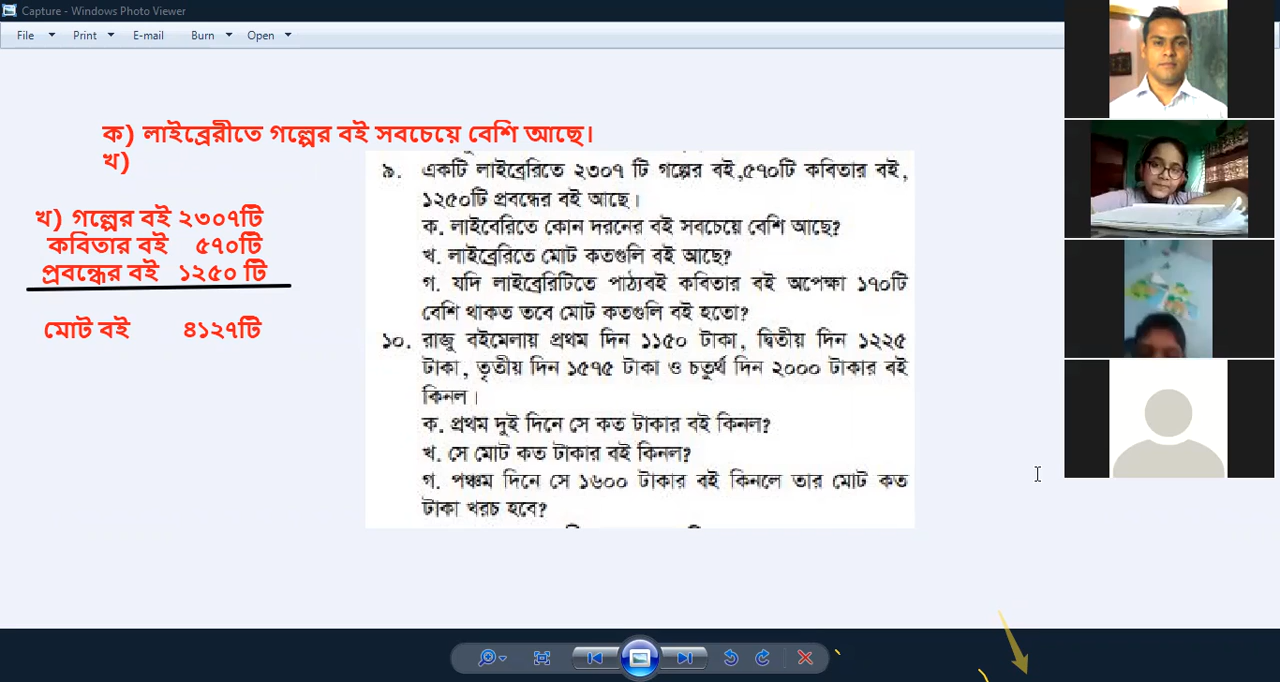 Capture - Windows Photo Viewer
File Print E-mail Burn Open
ক) লাইব্রেরীতে গল্পের বই সবচেয়ে বেশি আছে।
খ)
খ) গল্পের বই ২৩০৭টি
কবিতার বই ৫৭০টি
প্রবন্ধের বই ১২৫০ টি
মোট বই ৪১২৭টি
৯. একটি লাইব্রেরিতে ২৩০৭ টি গল্পের বই,৫৭০টি কবিতার বই,
১২৫০টি প্রবন্ধের বই আছে।
ক. লাইবেরিতে কোন দরনের বই সবচেয়ে বেশি আছে?
খ. লাইব্রেরিতে মোট কতগুলি বই আছে?
গ. যদি লাইব্রেরিটিতে পাঠ্যবই কবিতার বই অপেক্ষা ১৭০টি
বেশি থাকত তবে মোট কতগুলি বই হতো?
১০. রাজু বইমেলায় প্রথম দিন ১১৫০ টাকা, দ্বিতীয় দিন ১২২৫
টাকা, তৃতীয় দিন ১৫৭৫ টাকা ও চতুর্থ দিন ২০০০ টাকার বই
কিনল।
ক. প্রথম দুই দিনে সে কত টাকার বই কিনল?
খ. সে মোট কত টাকার বই কিনল?
গ. পঞ্চম দিনে সে ১৬০০ টাকার বই কিনলে তার মোট কত
টাকা খরচ হবে?